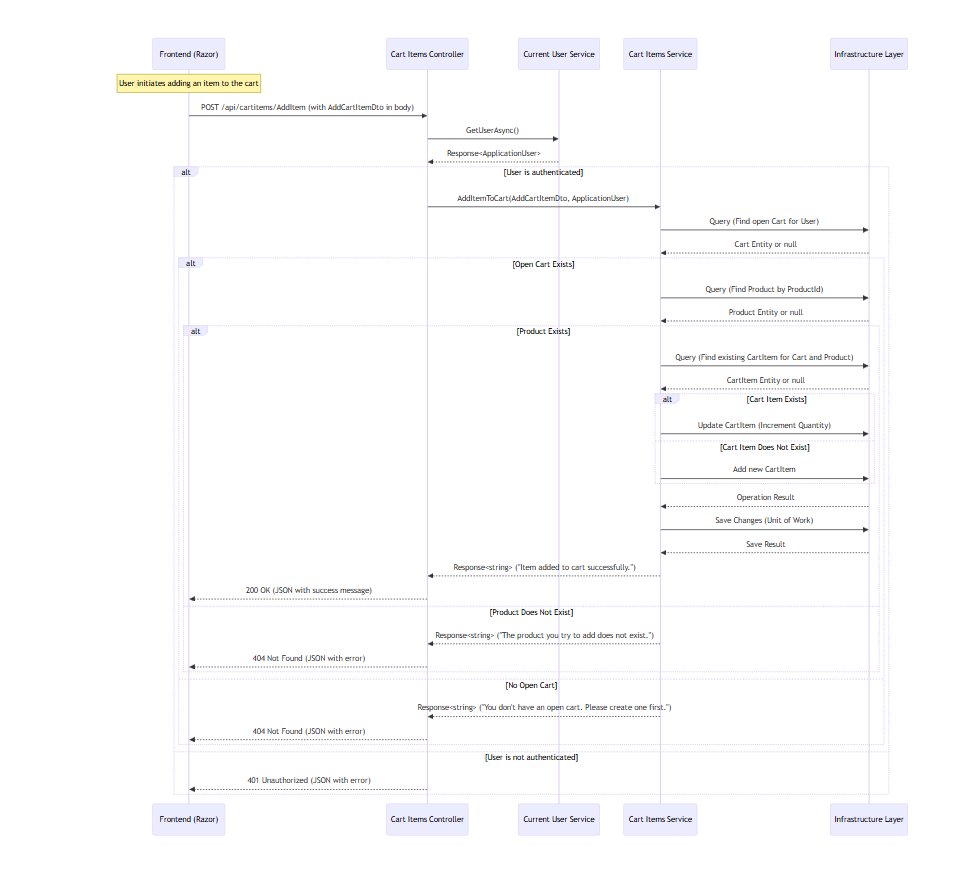 Frontend (Razor)
Cart Items Controller
Current User Service
Cart Items Service
Infrastructure Layer
User initiates adding an item to the cart
POST /api/cartitems/AddItem (with AddCartItemDto in body)
GetUserAsync()
Response<ApplicationUser>
alt
[User is authenticated]
AddItemToCart(AddCartItemDto, ApplicationUser)
Query (Find open Cart for User)
Cart Entity or null
alt
[Open Cart Exists]
Query (Find Product by ProductId)
Product Entity or null
alt
[Product Exists]
Query (Find existing CartItem for Cart and Product)
CartItem Entity or null
alt
[Cart Item Exists]
Update CartItem (Increment Quantity)
[Cart Item Does Not Exist]
Add new CartItem
Operation Result
Save Changes (Unit of Work)
Save Result
Response<string> ("Item added to cart successfully.")
200 OK (JSON with success message)
[Product Does Not Exist]
Response<string> ("The product you try to add does not exist.")
404 Not Found (JSON with error)
[No Open Cart]
Response<string> ("You don't have an open cart. Please create one first.")
404 Not Found (JSON with error)
[User is not authenticated]
401 Unauthorized (JSON with error)
Frontend (Razor)
Cart Items Controller
Current User Service
Cart Items Service
Infrastructure Layer